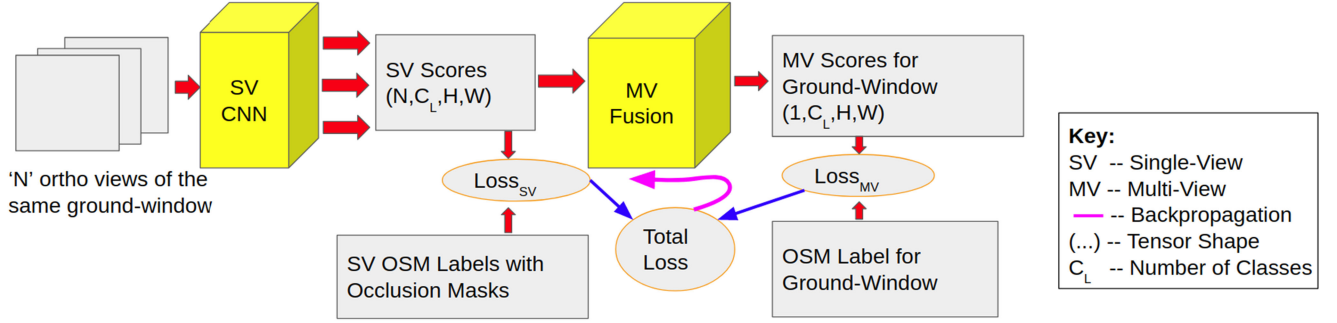 'N' ortho views of the
same ground-window
SV
CNN
SV Scores
(N,C_L,H,W)
MV
Fusion
MV Scores for
Ground-Window
(1,C_L,H,W)
Loss_SV
Loss_MV
Total
Loss
SV OSM Labels with
Occlusion Masks
OSM Label for
Ground-Window
Key:
SV -- Single-View
MV -- Multi-View
-- Backpropagation
(...) -- Tensor Shape
C_L -- Number of Classes